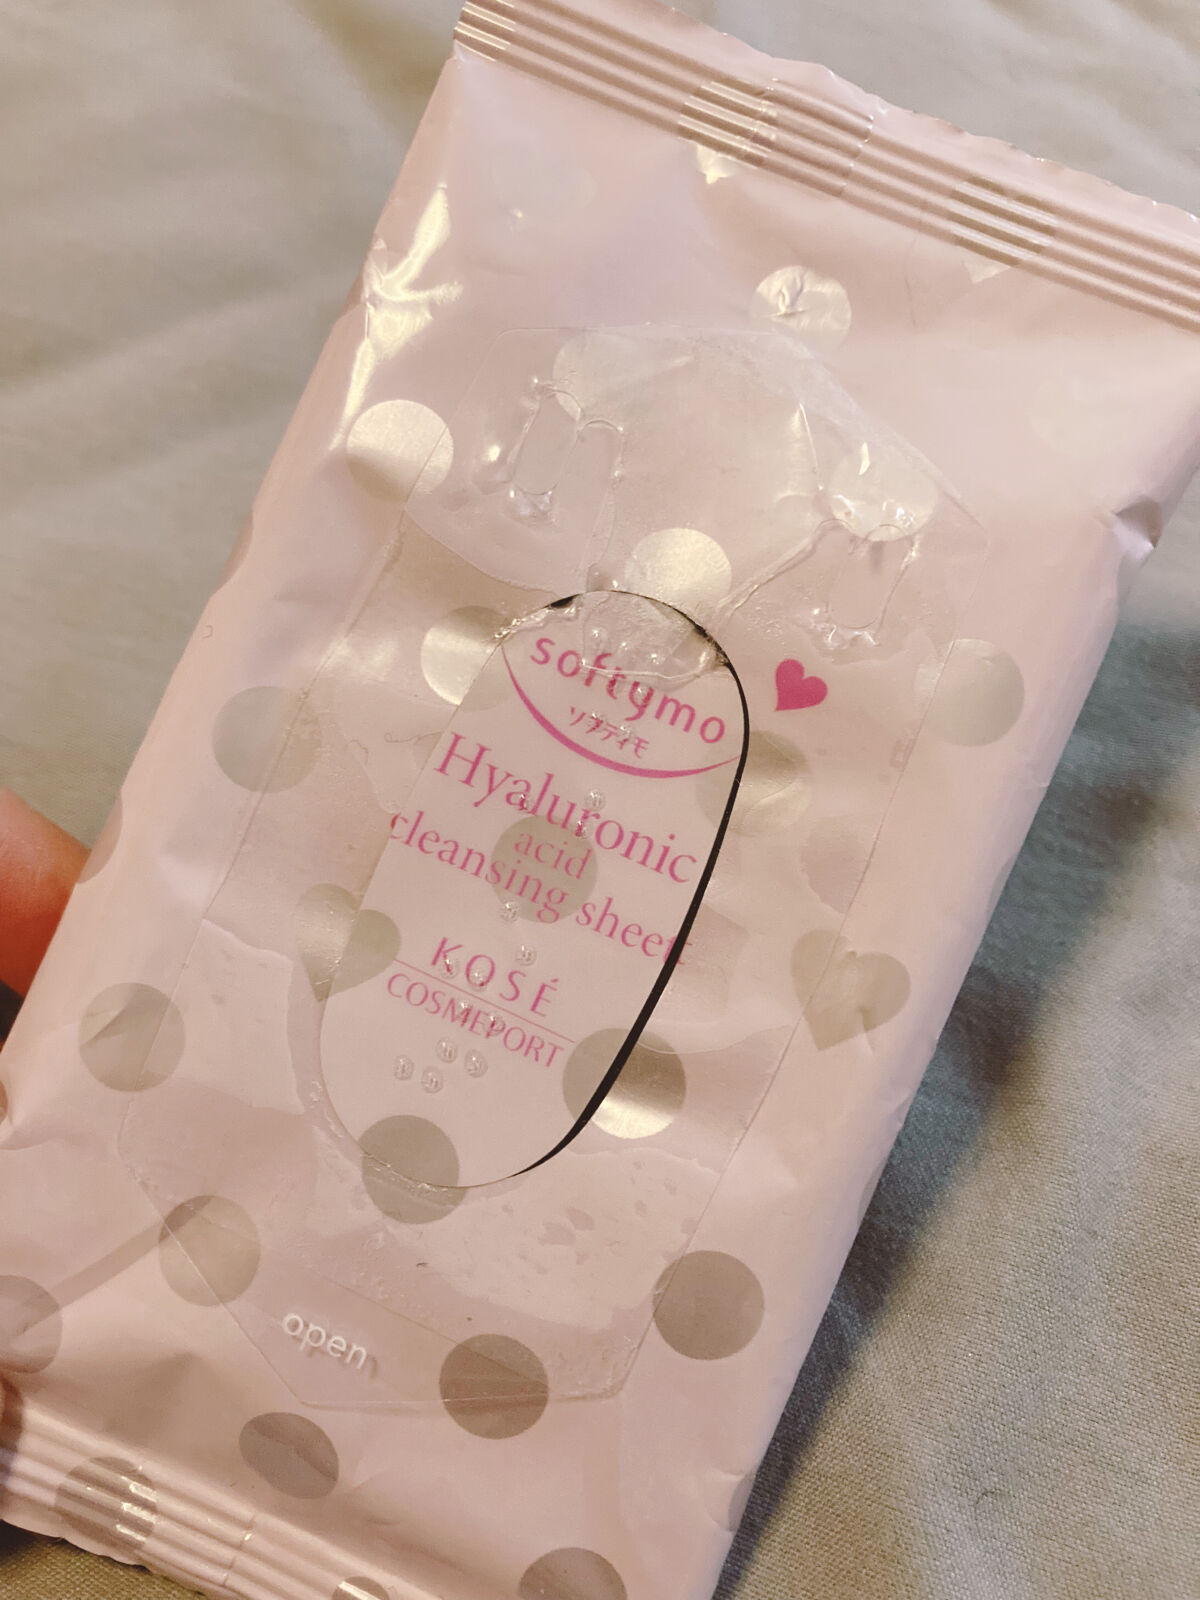 softymo
ソフティモ
Hyaluronic
acid
cleansing sheet
KOSÉ
COSMEPORT
open